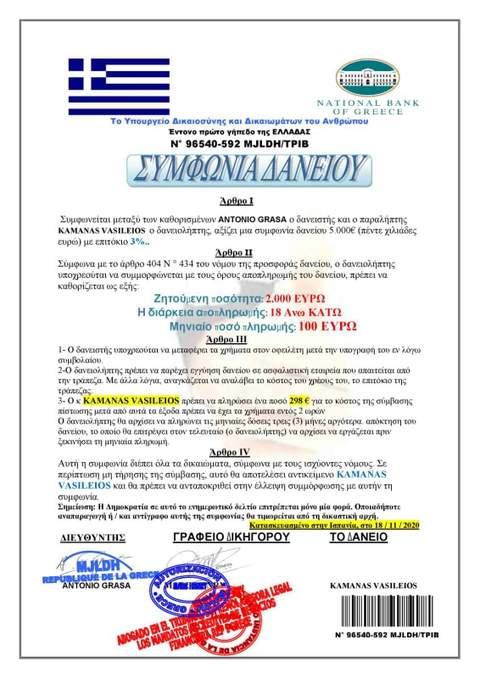 NATIONAL BANK
OF GREECE
Το Υπουργείο Δικαιοσύνης και Δικαιωμάτων του Ανθρώπου
Έντονο πρώτο γήπεδο της ΕΛΛΑΔΑΣ
N° 96540-592 MJLDH/TPIB
ΣΥΜΦΩΝΙΑ ΔΑΝΕΙΟΥ
Άρθρο I
Συμφωνείται μεταξύ των καθορισμένων ANTONIO GRASA ο δανειστής και ο παραλήπτης
KAMANAS VASILEIOS ο δανειολήπτης, αξίζει μια συμφωνία δανείου 5.000€ (πέντε χιλιάδες
ευρώ) με επιτόκιο 3%..
Άρθρο II
Σύμφωνα με το άρθρο 404 N ° 434 του νόμου της προσφοράς δανείου, ο δανειολήπτης
υποχρεούται να συμμορφώνεται με τους όρους αποπληρωμής του δανείου, πρέπει να
καθορίζεται ως εξής:
Ζητούμενη ποσότητα: 2.000 ΕΥΡΩ
Η διάρκεια αποπληρωμής: 18 Ανω ΚΑΤΩ
Μηνιαίο ποσό πληρωμής: 100 ΕΥΡΩ
Άρθρο III
1- Ο δανειστής υποχρεούται να μεταφέρει τα χρήματα στον οφειλέτη μετά την υπογραφή του εν λόγω
συμβολαίου.
2-Ο δανειολήπτης πρέπει να παρέχει εγγύηση δανείου σε ασφαλιστική εταιρεία που απαιτείται από
την τράπεζα. Με άλλα λόγια, αναγκάζεται να αναλάβει το κόστος του χρέους του, το επιτόκιο της
τράπεζας.
3- Ο κ KAMANAS VASILEIOS πρέπει να πληρώσει ένα ποσό 298 € για το κόστος της σύμβασης
πίστωσης μετά από αυτά τα έξοδα πρέπει να έχει τα χρήματα εντός 2 ωρών
Ο δανειολήπτης θα αρχίσει να πληρώνει τις μηνιαίες δόσεις τρεις (3) μήνες αργότερα. απόκτηση του
δανείου, το οποίο θα επιτρέψει στον τελευταίο (ο δανειολήπτης) να αρχίσει να εργάζεται πριν
ξεκινήσει τη μηνιαία πληρωμή.
Άρθρο IV
Αυτή η συμφωνία διέπει όλα τα δικαιώματα, σύμφωνα με τους ισχύοντες νόμους. Σε
περίπτωση μη τήρησης της σύμβασης, αυτό θα αποτελέσει αντικείμενο KAMANAS
VASILEIOS και θα πρέπει να ανταποκριθεί στην έλλειψη συμμόρφωσης με αυτήν τη
συμφωνία.
Σημείωση: Η Δημοκρατία σε αυτό το ενημερωτικό δελτίο επιτρέπεται μόνο μία φορά. Οποιαδήποτε
αναπαραγωγή ή / και αντίγραφο αυτής της συμφωνίας θα τιμωρείται από τη δικαστική αρχή.
Κατασκευασμένο στην Ισπανία, στο 18 / 11 / 2020
ΔΙΕΥΘΥΝΤΗΣ ΓΡΑΦΕΙΟ ΔΙΚΗΓΟΡΟΥ ΤΟ ΔΑΝΕΙΟ
MJLDH
REPUBLIQUE DE LA GRECE
AUTORIZACION
GRECE
ANTONIO GRASA
KAMANAS VASILEIOS
ABOGADO EN EL
LEGAL
LOS MANDATOS
N° 96540-592 MJLDH/TPIB